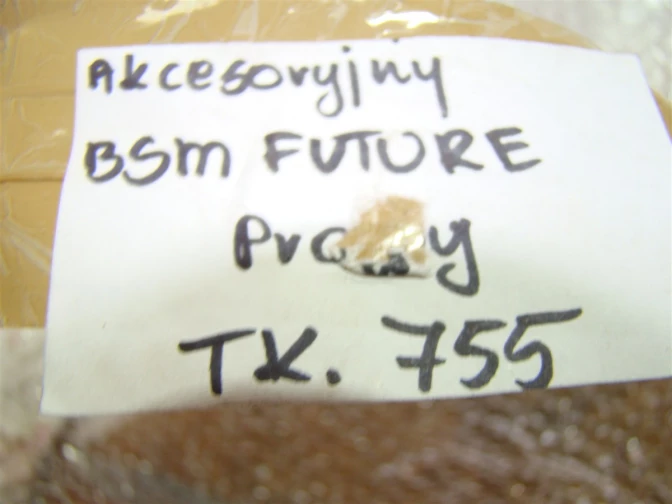 Akcesoryjny
BSM FUTURE
TK. 755